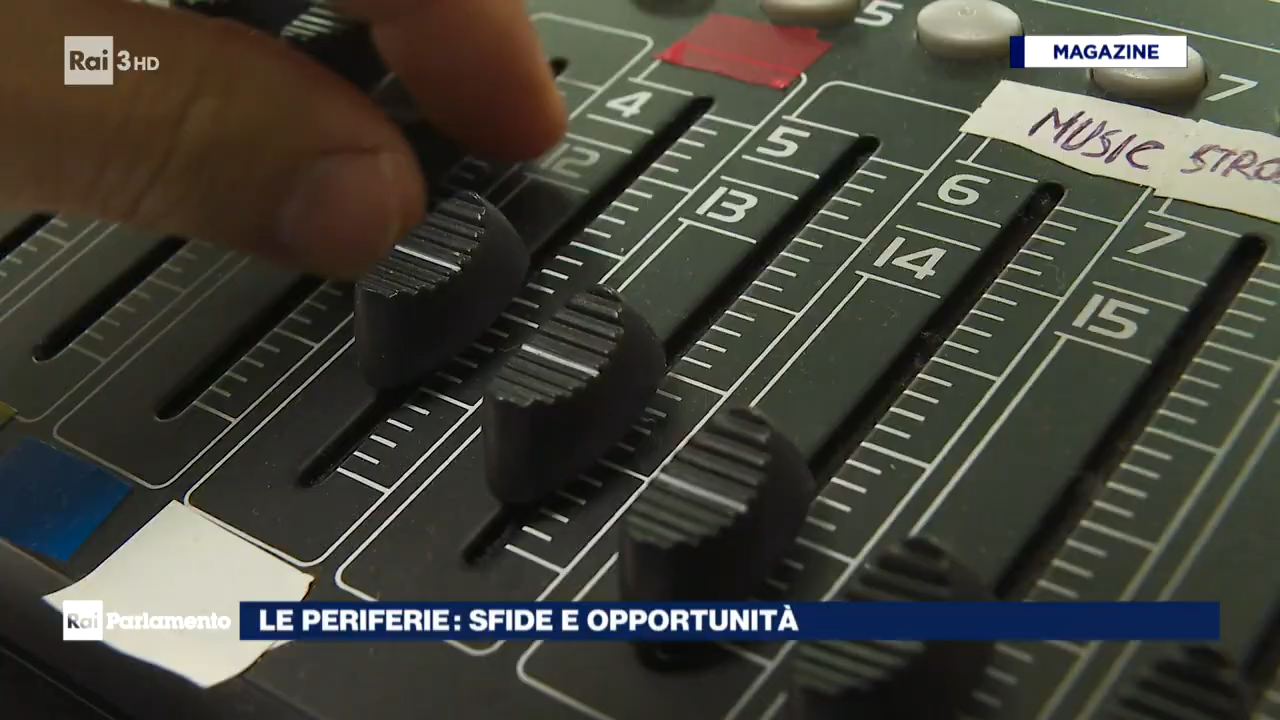 Rai 3HD
MAGAZINE
5
7
MUSIC
4
12
5
13
6
14
7
15
Rai Parlamento
LE PERIFERIE: SFIDE E OPPORTUNITÀ